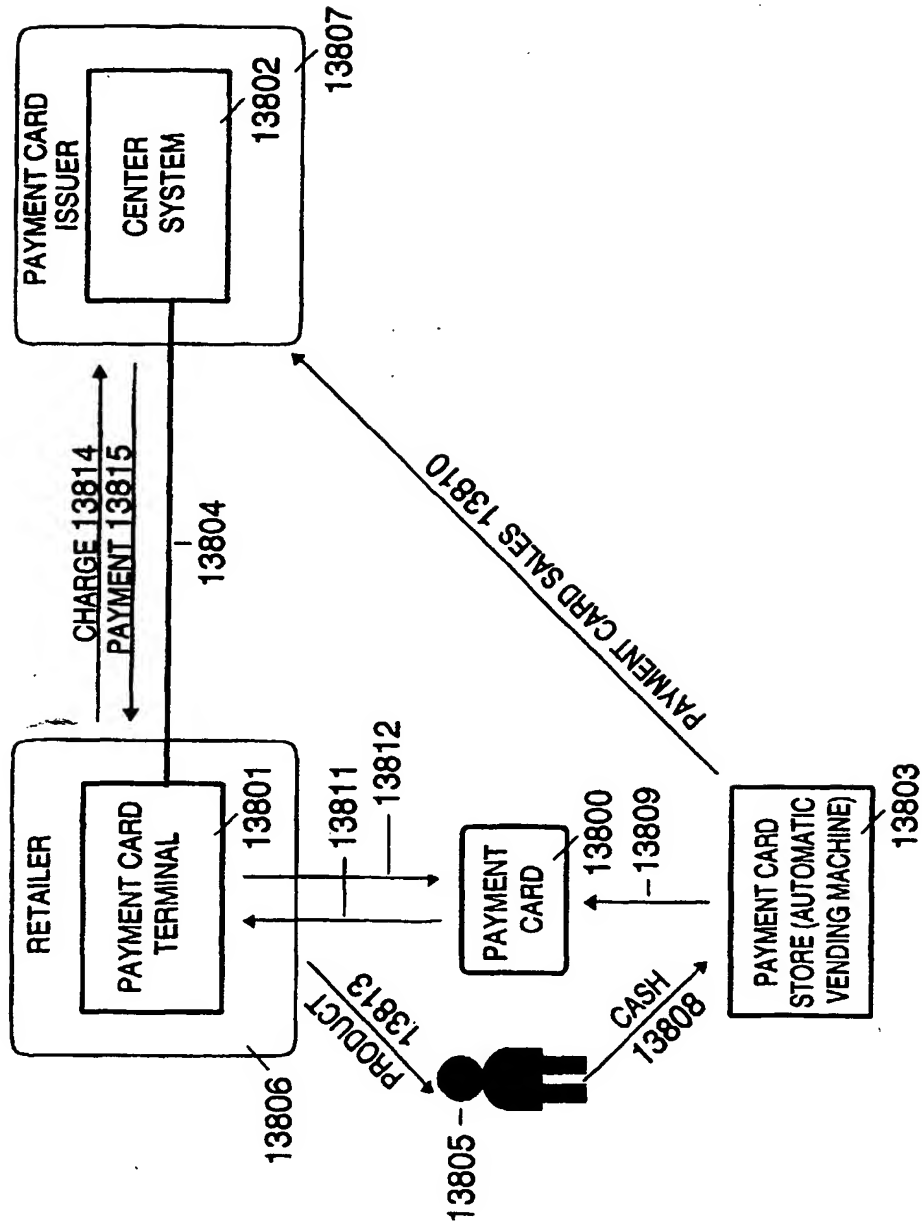 RETAILER
PAYMENT CARD
TERMINAL
13801
13806
CHARGE 13814
PAYMENT 13815
13804
PAYMENT CARD
ISSUER
CENTER
SYSTEM
13802
13807
13811
13812
PRODUCT
13813
13805
PAYMENT
CARD
13800
13809
CASH
13808
PAYMENT CARD
STORE (AUTOMATIC
VENDING MACHINE)
13803
PAYMENT CARD SALES 13810